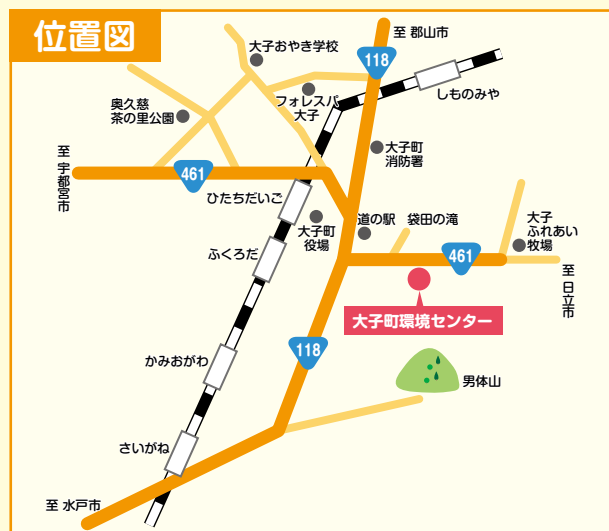 位置図
至 郡山市
大子おやき学校
118
しものみや
フォレスパ
大子
奥久慈
茶の里公園
大子町
消防署
至 宇都宮市
461
ひたちだいご
大子町
役場
道の駅
袋田の滝
大子
ふれあい
牧場
ふくろだ
461
至 日立市
大子町環境センター
118
かみおがわ
男体山
さいがね
至 水戸市